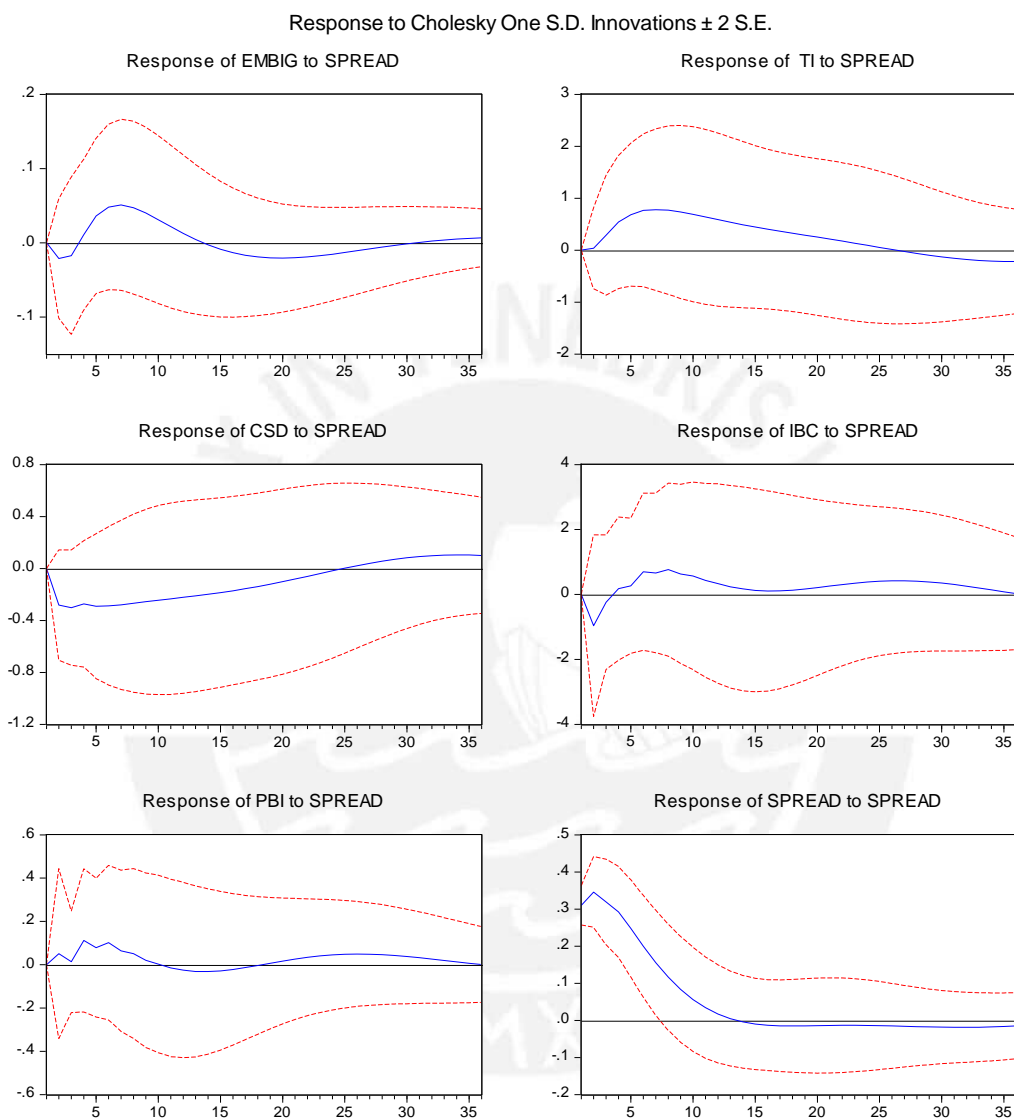 Response to Cholesky One S.D. Innovations ± 2 S.E.
Response of EMBIG to SPREAD
.2
.1
.0
-.1
5 10 15 20 25 30 35
Response of TI to SPREAD
3
2
1
0
-1
-2
5 10 15 20 25 30 35
Response of CSD to SPREAD
0.8
0.4
0.0
-0.4
-0.8
-1.2
5 10 15 20 25 30 35
Response of IBC to SPREAD
4
2
0
-2
-4
5 10 15 20 25 30 35
Response of PBI to SPREAD
.6
.4
.2
.0
-.2
-.4
-.6
5 10 15 20 25 30 35
Response of SPREAD to SPREAD
.5
.4
.3
.2
.1
.0
-.1
-.2
5 10 15 20 25 30 35